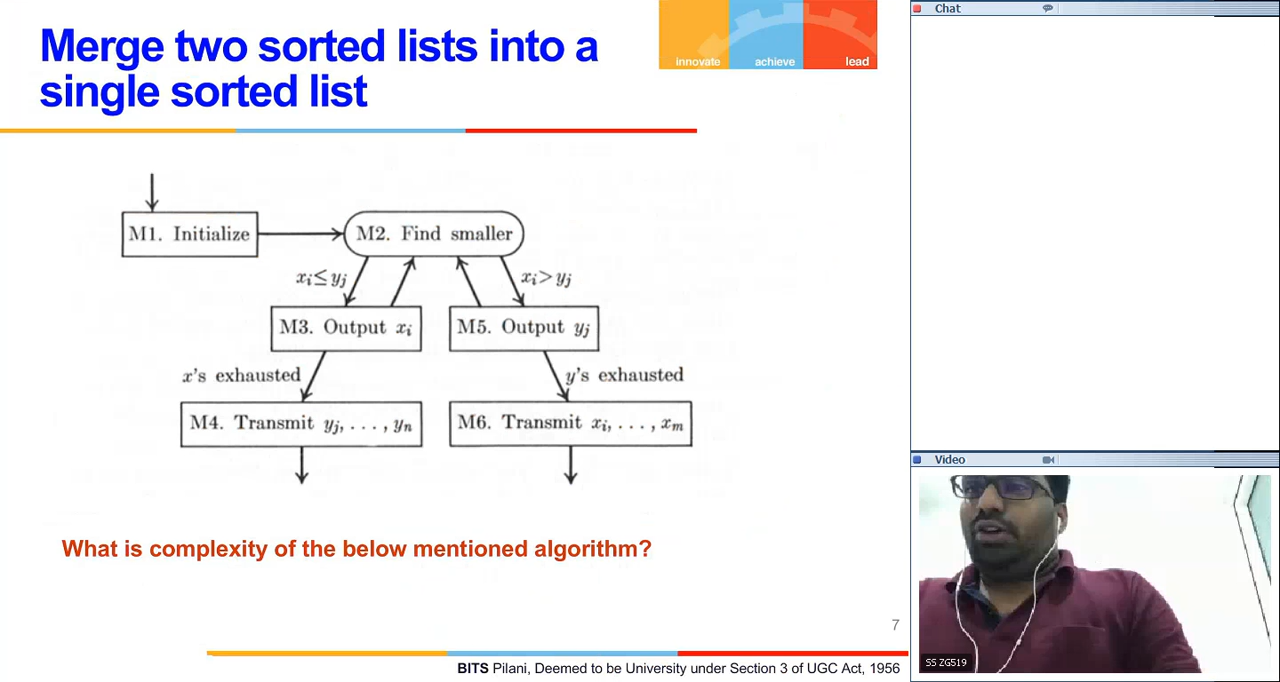 Merge two sorted lists into a
single sorted list
innovate achieve lead
M1. Initialize
M2. Find smaller
xi≤yj
xi>yj
M3. Output xi
M5. Output yj
x's exhausted
y's exhausted
M4. Transmit yj, . . . , yn
M6. Transmit xi, . . . , xm
What is complexity of the below mentioned algorithm?
7
BITS Pilani, Deemed to be University under Section 3 of UGC Act, 1956
Chat
Video
SS ZG519